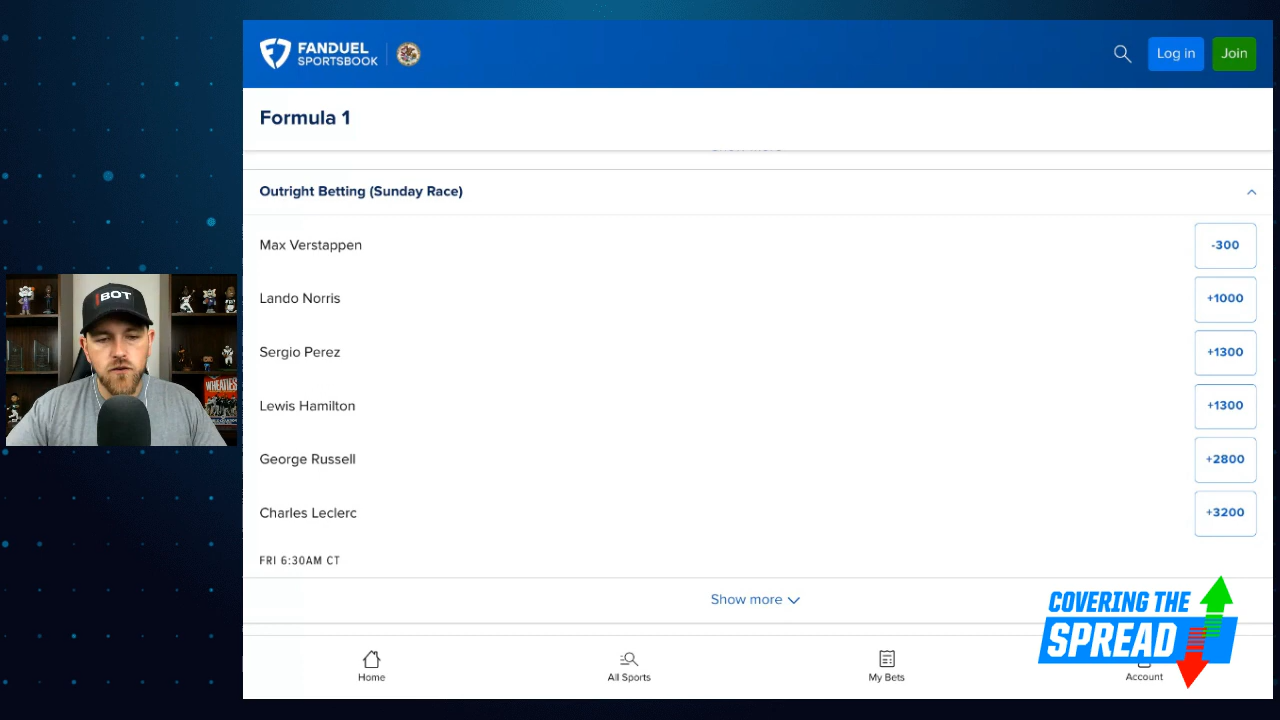 FANDUEL
SPORTSBOOK
Log in
Join
Formula 1
Outright Betting (Sunday Race)
Max Verstappen
-300
Lando Norris
+1000
Sergio Perez
+1300
Lewis Hamilton
+1300
George Russell
+2800
Charles Leclerc
+3200
FRI 6:30AM CT
Show more
COVERING THE
SPREAD
Home
All Sports
My Bets
Account
BOT
WHEATIES